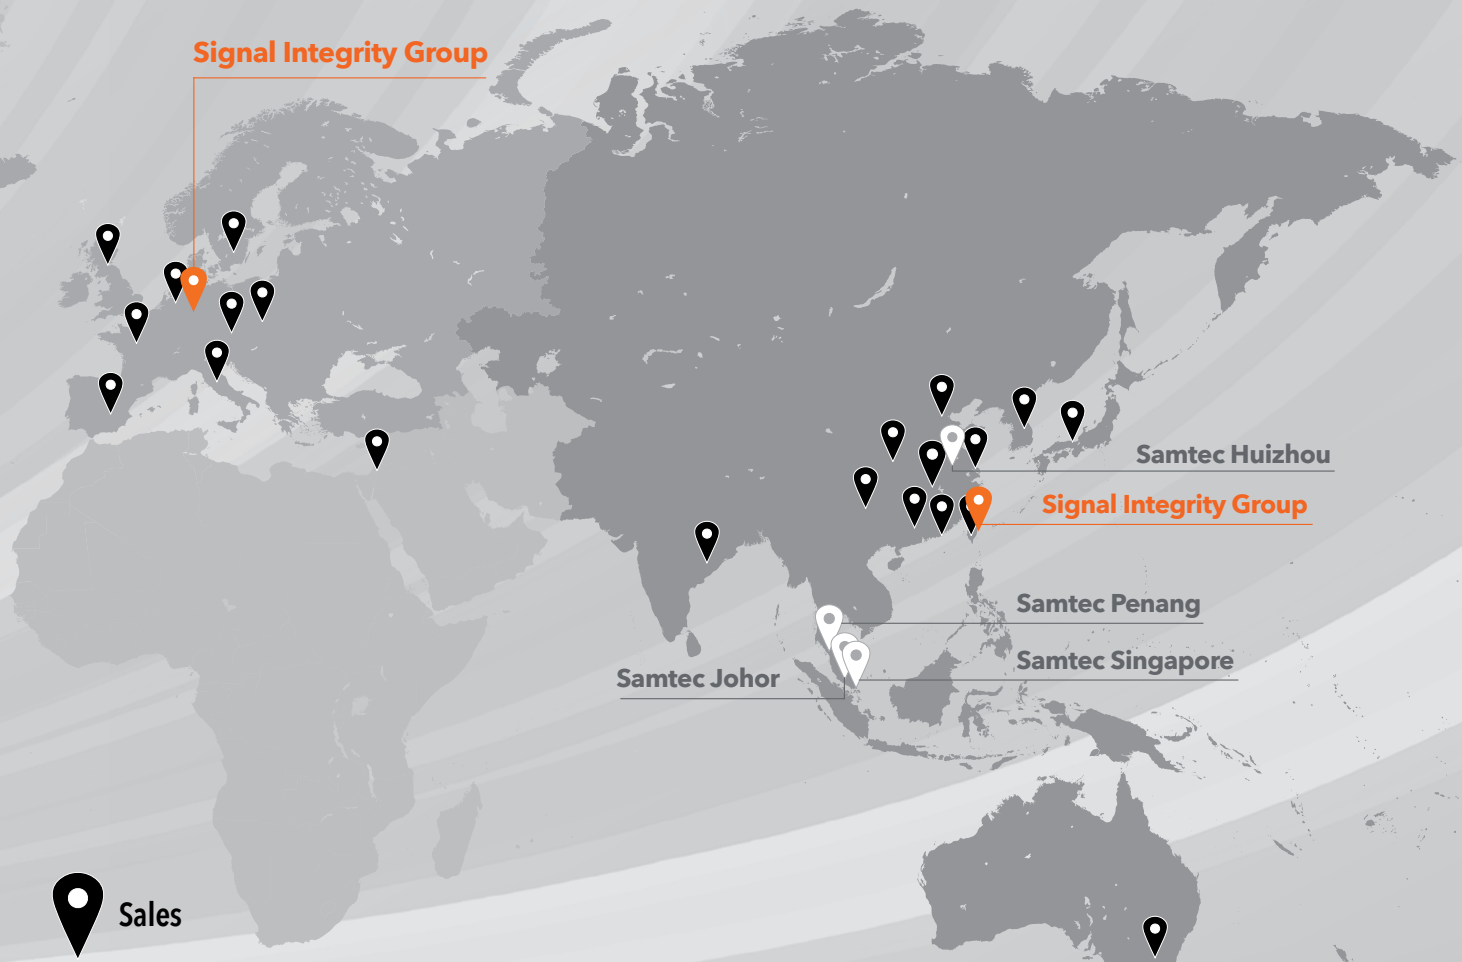 Signal Integrity Group
Samtec Huizhou
Signal Integrity Group
Samtec Penang
Samtec Singapore
Samtec Johor
Sales